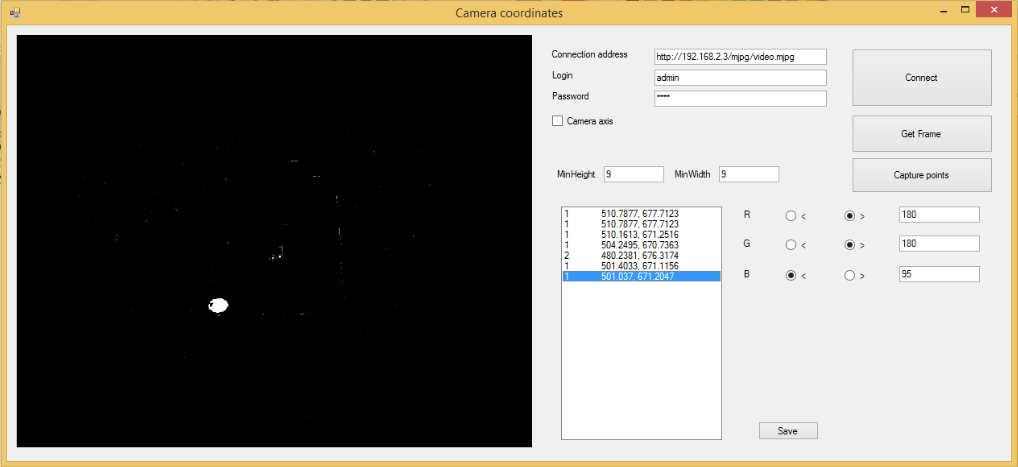 Camera coordinates
Connection address
http://192.168.2.3/mjpg/video.mjpg
Login
admin
Password
****
Camera axis
Connect
Get Frame
Capture points
MinHeight 9 MinWidth 9
1 510.7877, 677.7123
1 510.7877, 677.7123
1 510.1613, 671.2516
1 504.2495, 670.7363
2 480.2381, 676.3174
1 501.4033, 671.1156
1 501.037, 671.2047
R < > 180
G < > 180
B < > 95
Save